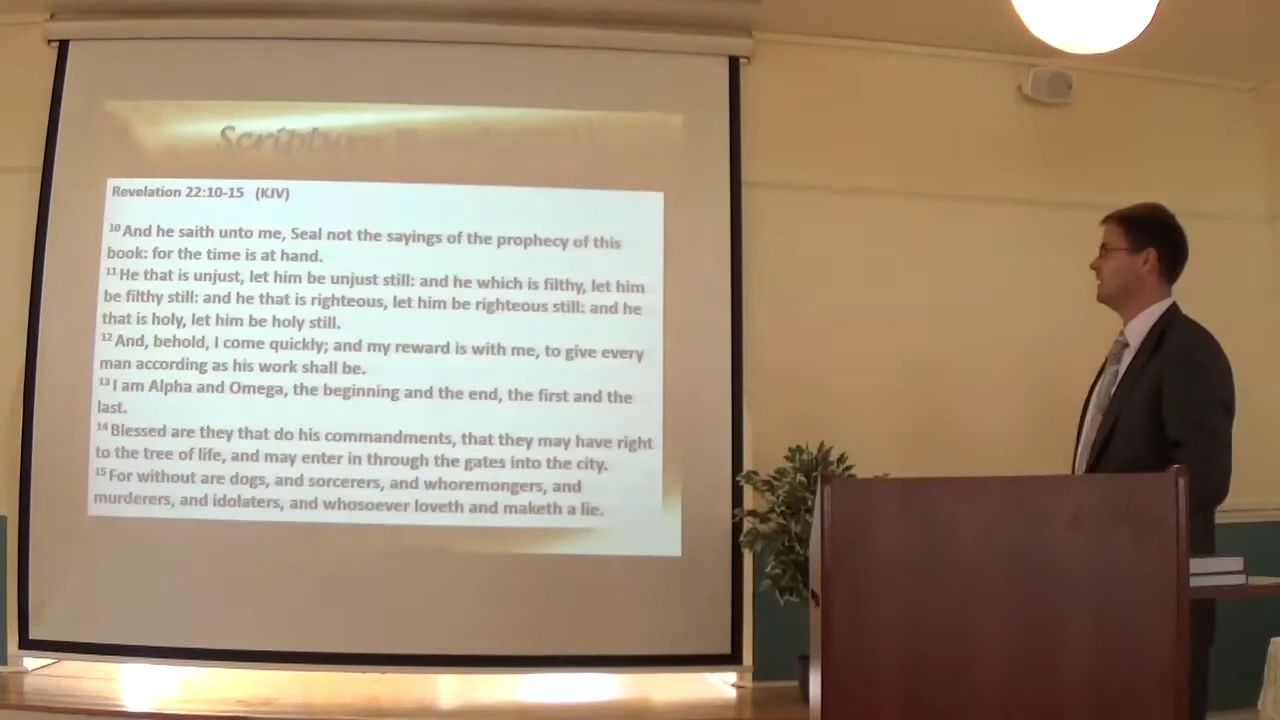 Scripture
Revelation 22:10-15 (KJV)
10 And he saith unto me, Seal not the sayings of the prophecy of this
book: for the time is at hand.
11 He that is unjust, let him be unjust still: and he which is filthy, let him
be filthy still: and he that is righteous, let him be righteous still: and he
that is holy, let him be holy still.
12 And, behold, I come quickly; and my reward is with me, to give every
man according as his work shall be.
13 I am Alpha and Omega, the beginning and the end, the first and the
last.
14 Blessed are they that do his commandments, that they may have right
to the tree of life, and may enter in through the gates into the city.
15 For without are dogs, and sorcerers, and whoremongers, and
murderers, and idolaters, and whosoever loveth and maketh a lie.